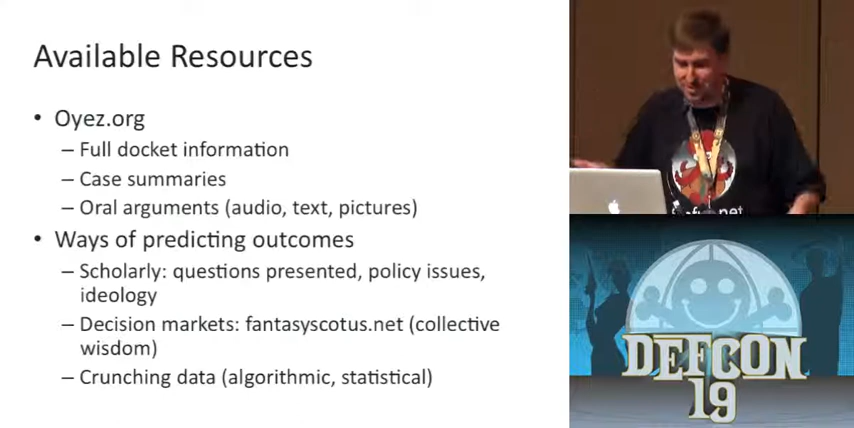 Available Resources
• Oyez.org
– Full docket information
– Case summaries
– Oral arguments (audio, text, pictures)
• Ways of predicting outcomes
– Scholarly: questions presented, policy issues,
ideology
– Decision markets: fantasyscotus.net (collective
wisdom)
– Crunching data (algorithmic, statistical)
DEFCON
19